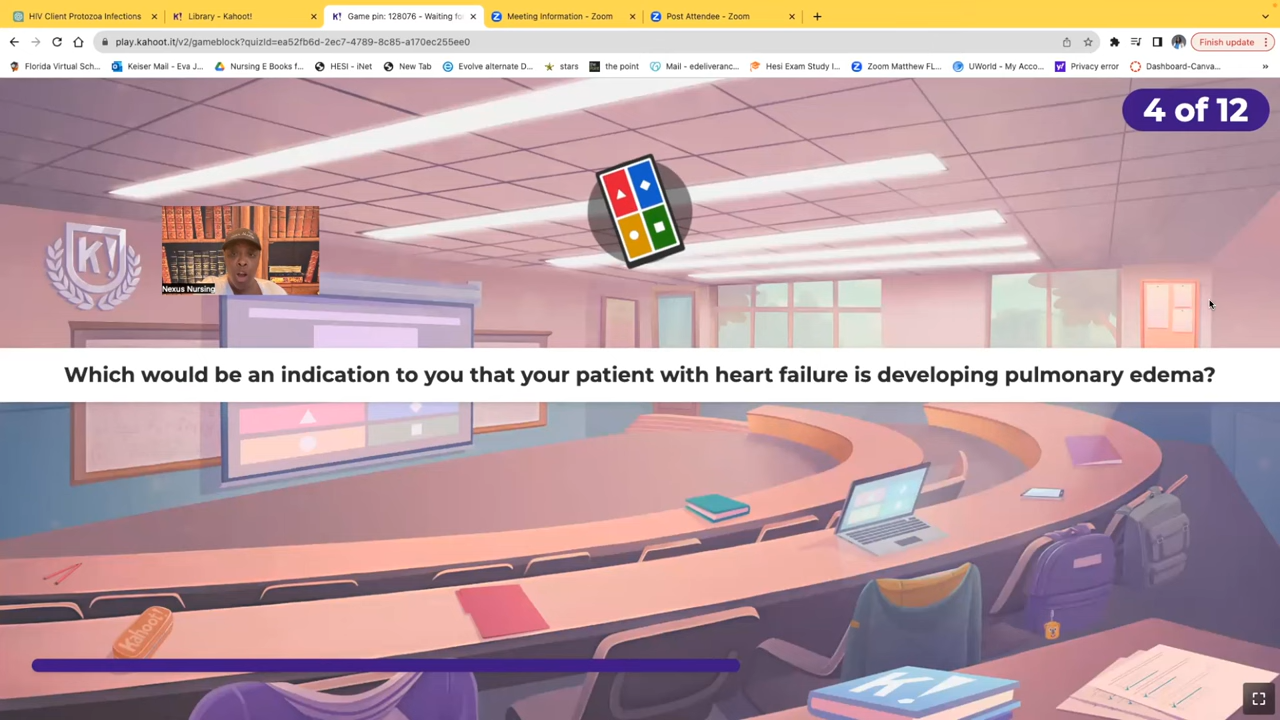 HIV Client Protozoa Infections
Library - Kahoot!
Game pin: 128076 - Waiting fo
Meeting Information - Zoom
Post Attendee - Zoom
play.kahoot.it/v2/gameblock?quizId=ea52fb6d-2ec7-4789-8c85-a170ec255ee0
Finish update
Florida Virtual Sch...
Keiser Mail - Eva J...
Nursing E Books f...
HESI - iNet
New Tab
Evolve alternate D...
stars
the point
Mail - edeliveranc...
Hesi Exam Study I...
Zoom Matthew FL...
UWorld - My Acco...
Privacy error
Dashboard-Canva...
4 of 12
K!
Nexus Nursing
Which would be an indication to you that your patient with heart failure is developing pulmonary edema?
Kahoot!
K!